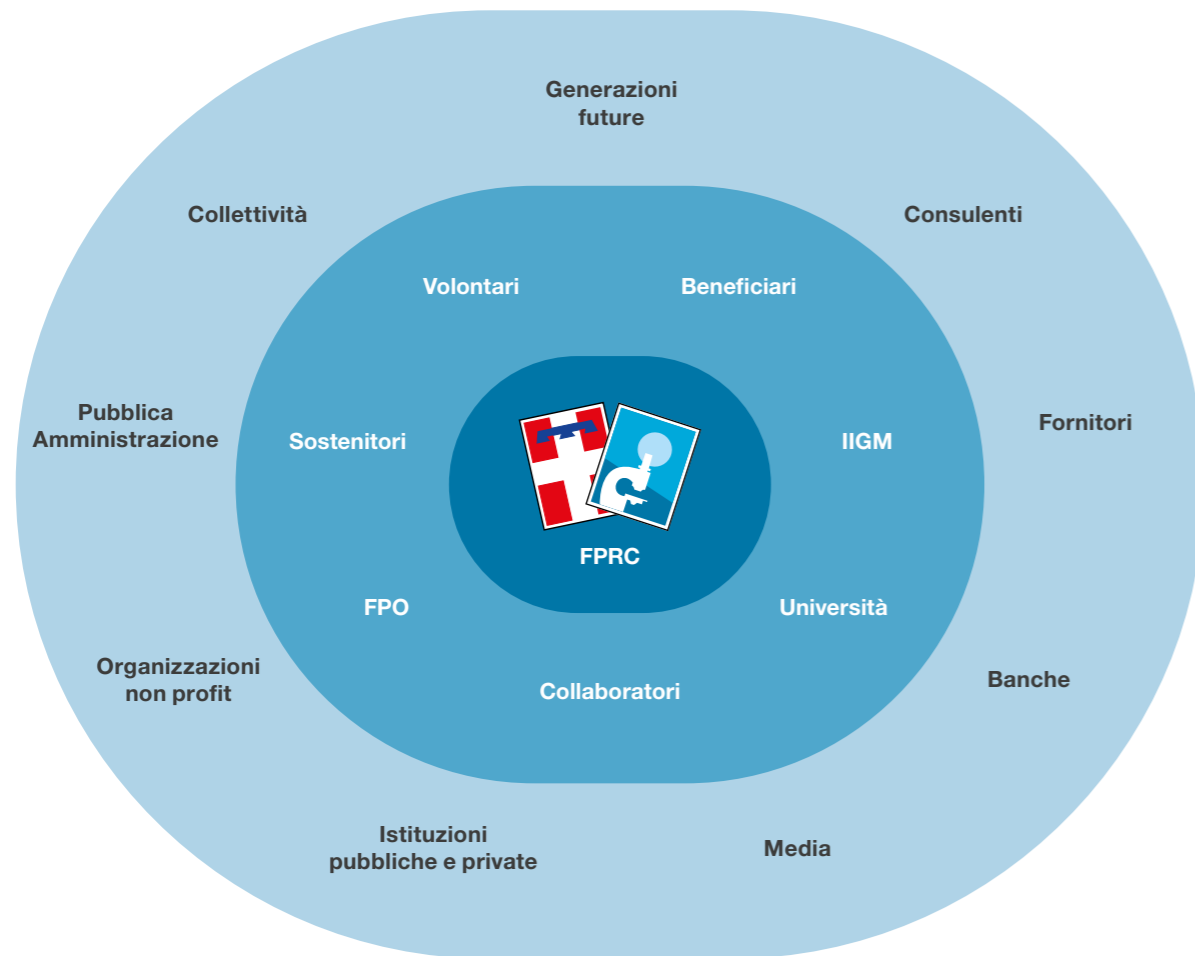 Generazioni
future
Collettività
Consulenti
Volontari
Beneficiari
Pubblica
Amministrazione
Sostenitori
IIGM
Fornitori
FPRC
FPO
Università
Organizzazioni
non profit
Collaboratori
Banche
Istituzioni
pubbliche e private
Media